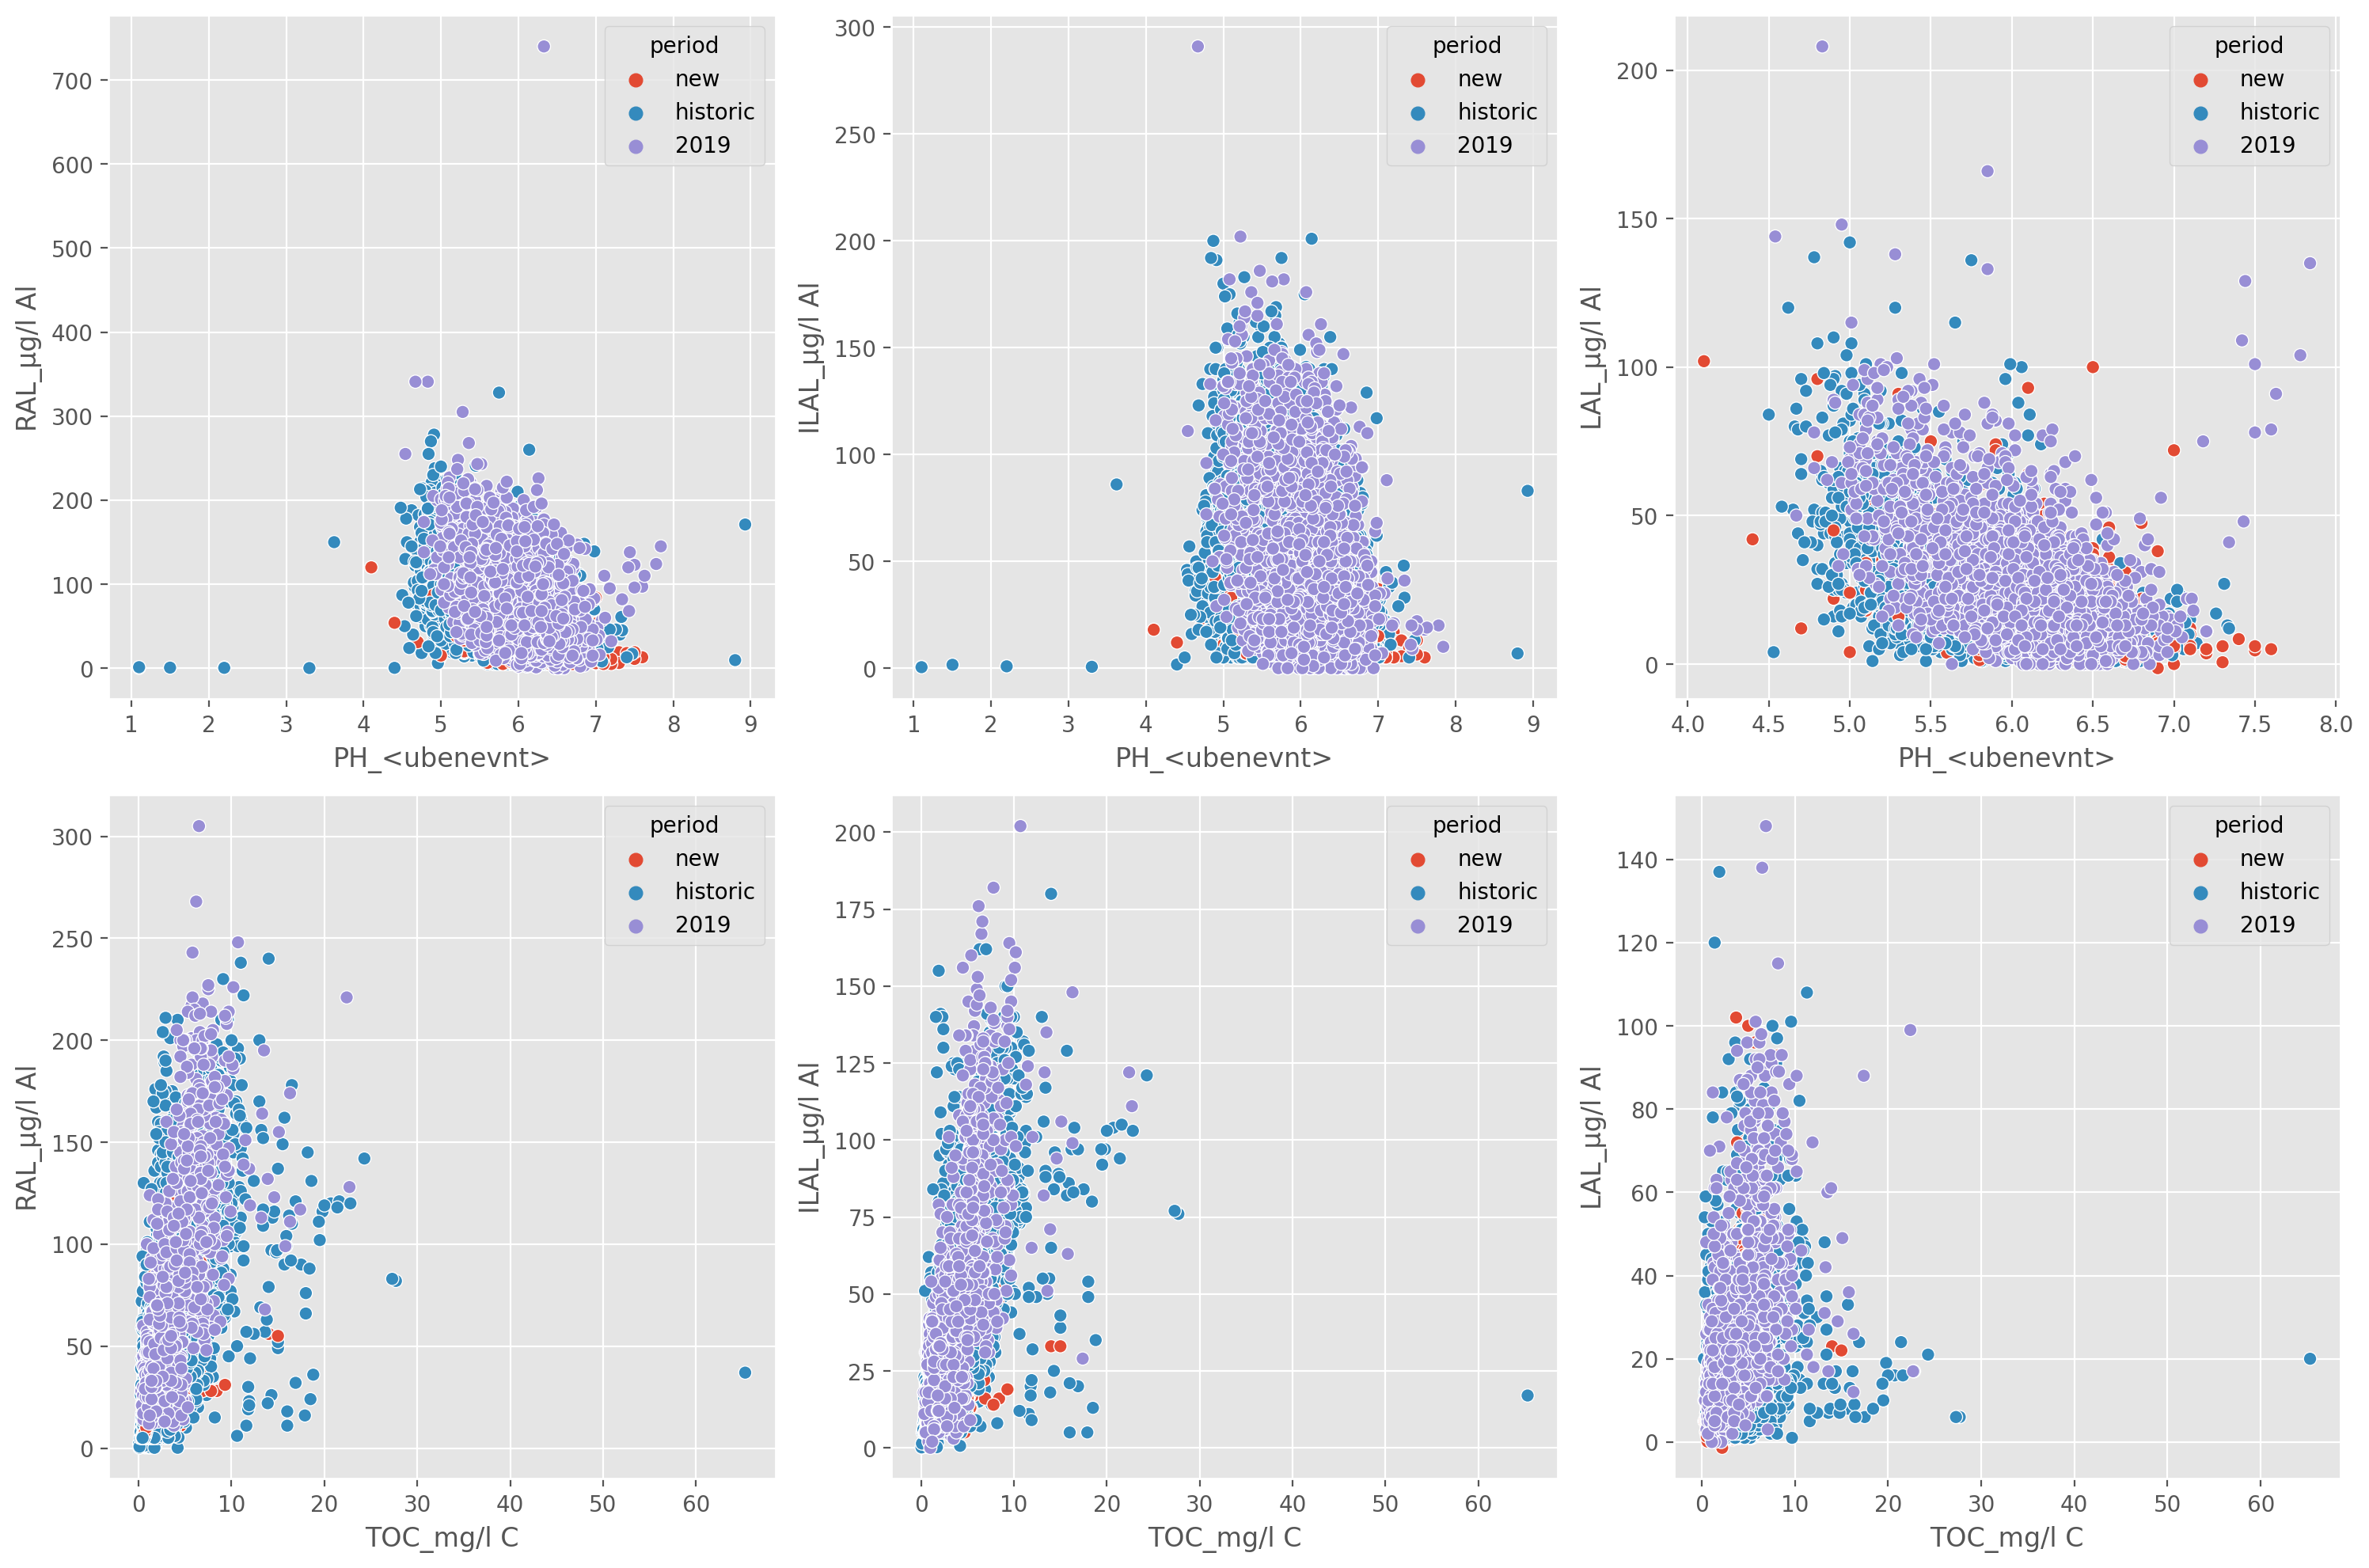 RAL_µg/l Al
700
600
500
400
300
200
100
0
1 2 3 4 5 6 7 8 9
PH_<ubenevnt>
period
new
historic
2019
ILAL_µg/l Al
300
250
200
150
100
50
0
1 2 3 4 5 6 7 8 9
PH_<ubenevnt>
period
new
historic
2019
LAL_µg/l Al
200
150
100
50
0
4.0 4.5 5.0 5.5 6.0 6.5 7.0 7.5 8.0
PH_<ubenevnt>
period
new
historic
2019
RAL_µg/l Al
300
250
200
150
100
50
0
0 10 20 30 40 50 60
TOC_mg/l C
period
new
historic
2019
ILAL_µg/l Al
200
175
150
125
100
75
50
25
0
0 10 20 30 40 50 60
TOC_mg/l C
period
new
historic
2019
LAL_µg/l Al
140
120
100
80
60
40
20
0
0 10 20 30 40 50 60
TOC_mg/l C
period
new
historic
2019